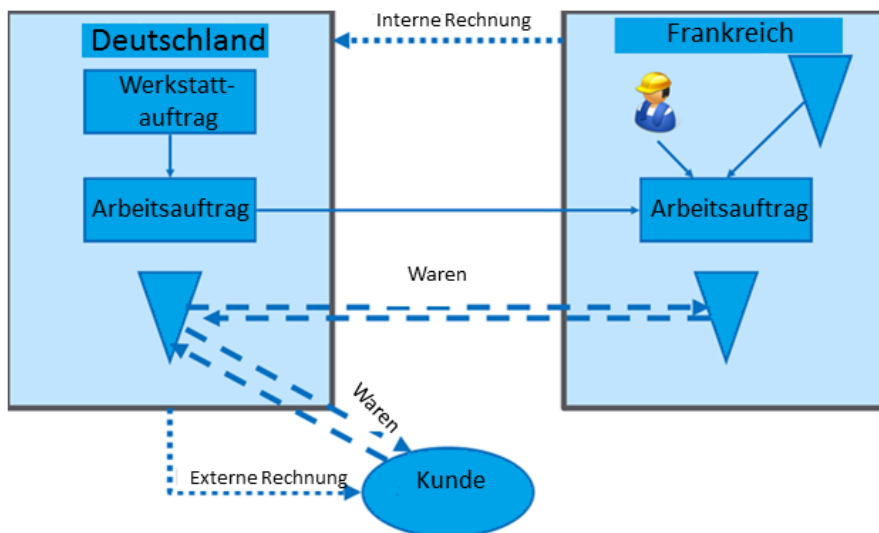 Interne Rechnung
Deutschland
Frankreich
Werkstatt-
auftrag
Arbeitsauftrag
Arbeitsauftrag
Waren
Waren
Externe Rechnung
Kunde